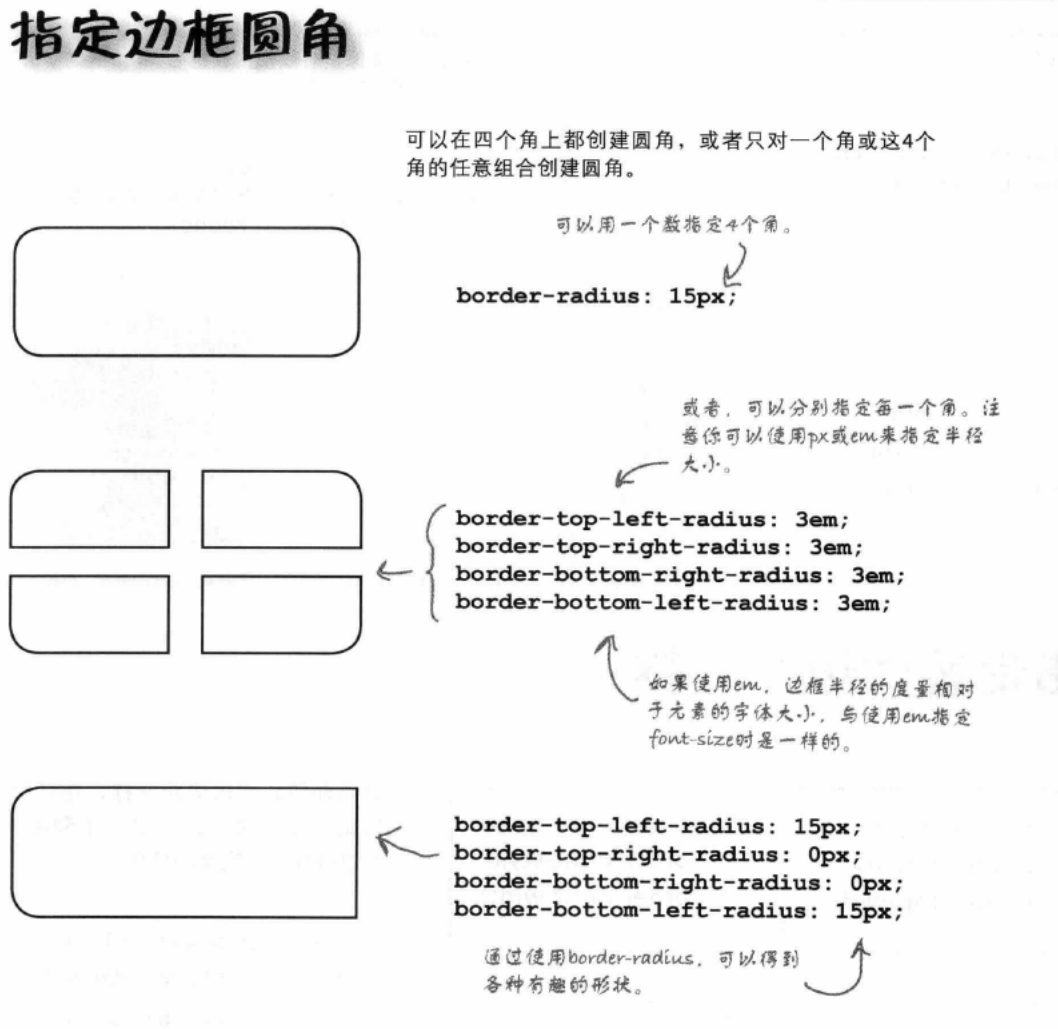 指定边框圆角
可以在四个角上都创建圆角，或者只对一个角或这4个
角的任意组合创建圆角。
可以用一个数指定4个角。
border-radius: 15px;
或者，可以分别指定每一个角。注
意你可以使用px或em来指定半径
大小。
border-top-left-radius: 3em;
border-top-right-radius: 3em;
border-bottom-right-radius: 3em;
border-bottom-left-radius: 3em;
如果使用em，边框半径的度量相对
于元素的字体大小，与使用em指定
font-size时是一样的。
border-top-left-radius: 15px;
border-top-right-radius: 0px;
border-bottom-right-radius: 0px;
border-bottom-left-radius: 15px;
通过使用border-radius，可以得到
各种有趣的形状。